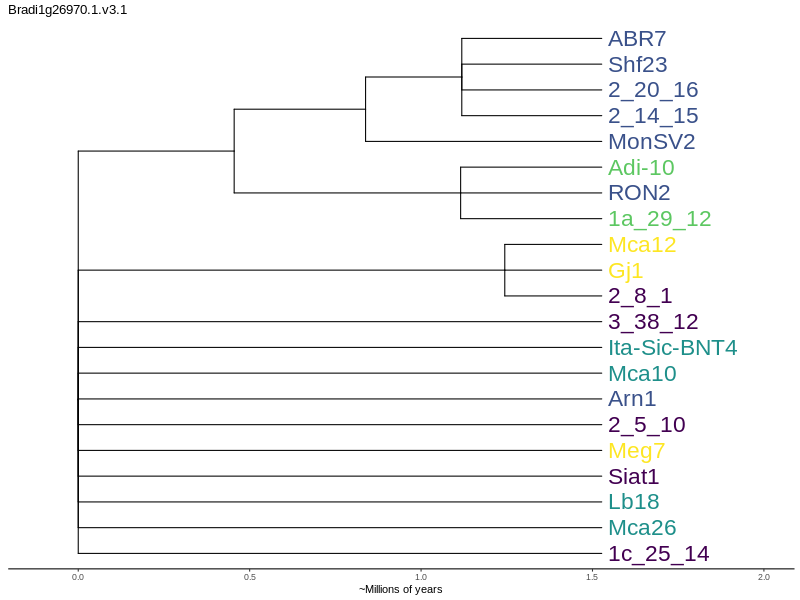 Bradi1g26970.1.v3.1
ABR7
Shf23
2_20_16
2_14_15
MonSV2
Adi-10
RON2
1a_29_12
Mca12
Gj1
2_8_1
3_38_12
Ita-Sic-BNT4
Mca10
Arn1
2_5_10
Meg7
Siat1
Lb18
Mca26
1c_25_14
0.0 0.5 1.0 1.5 2.0
~Millions of years